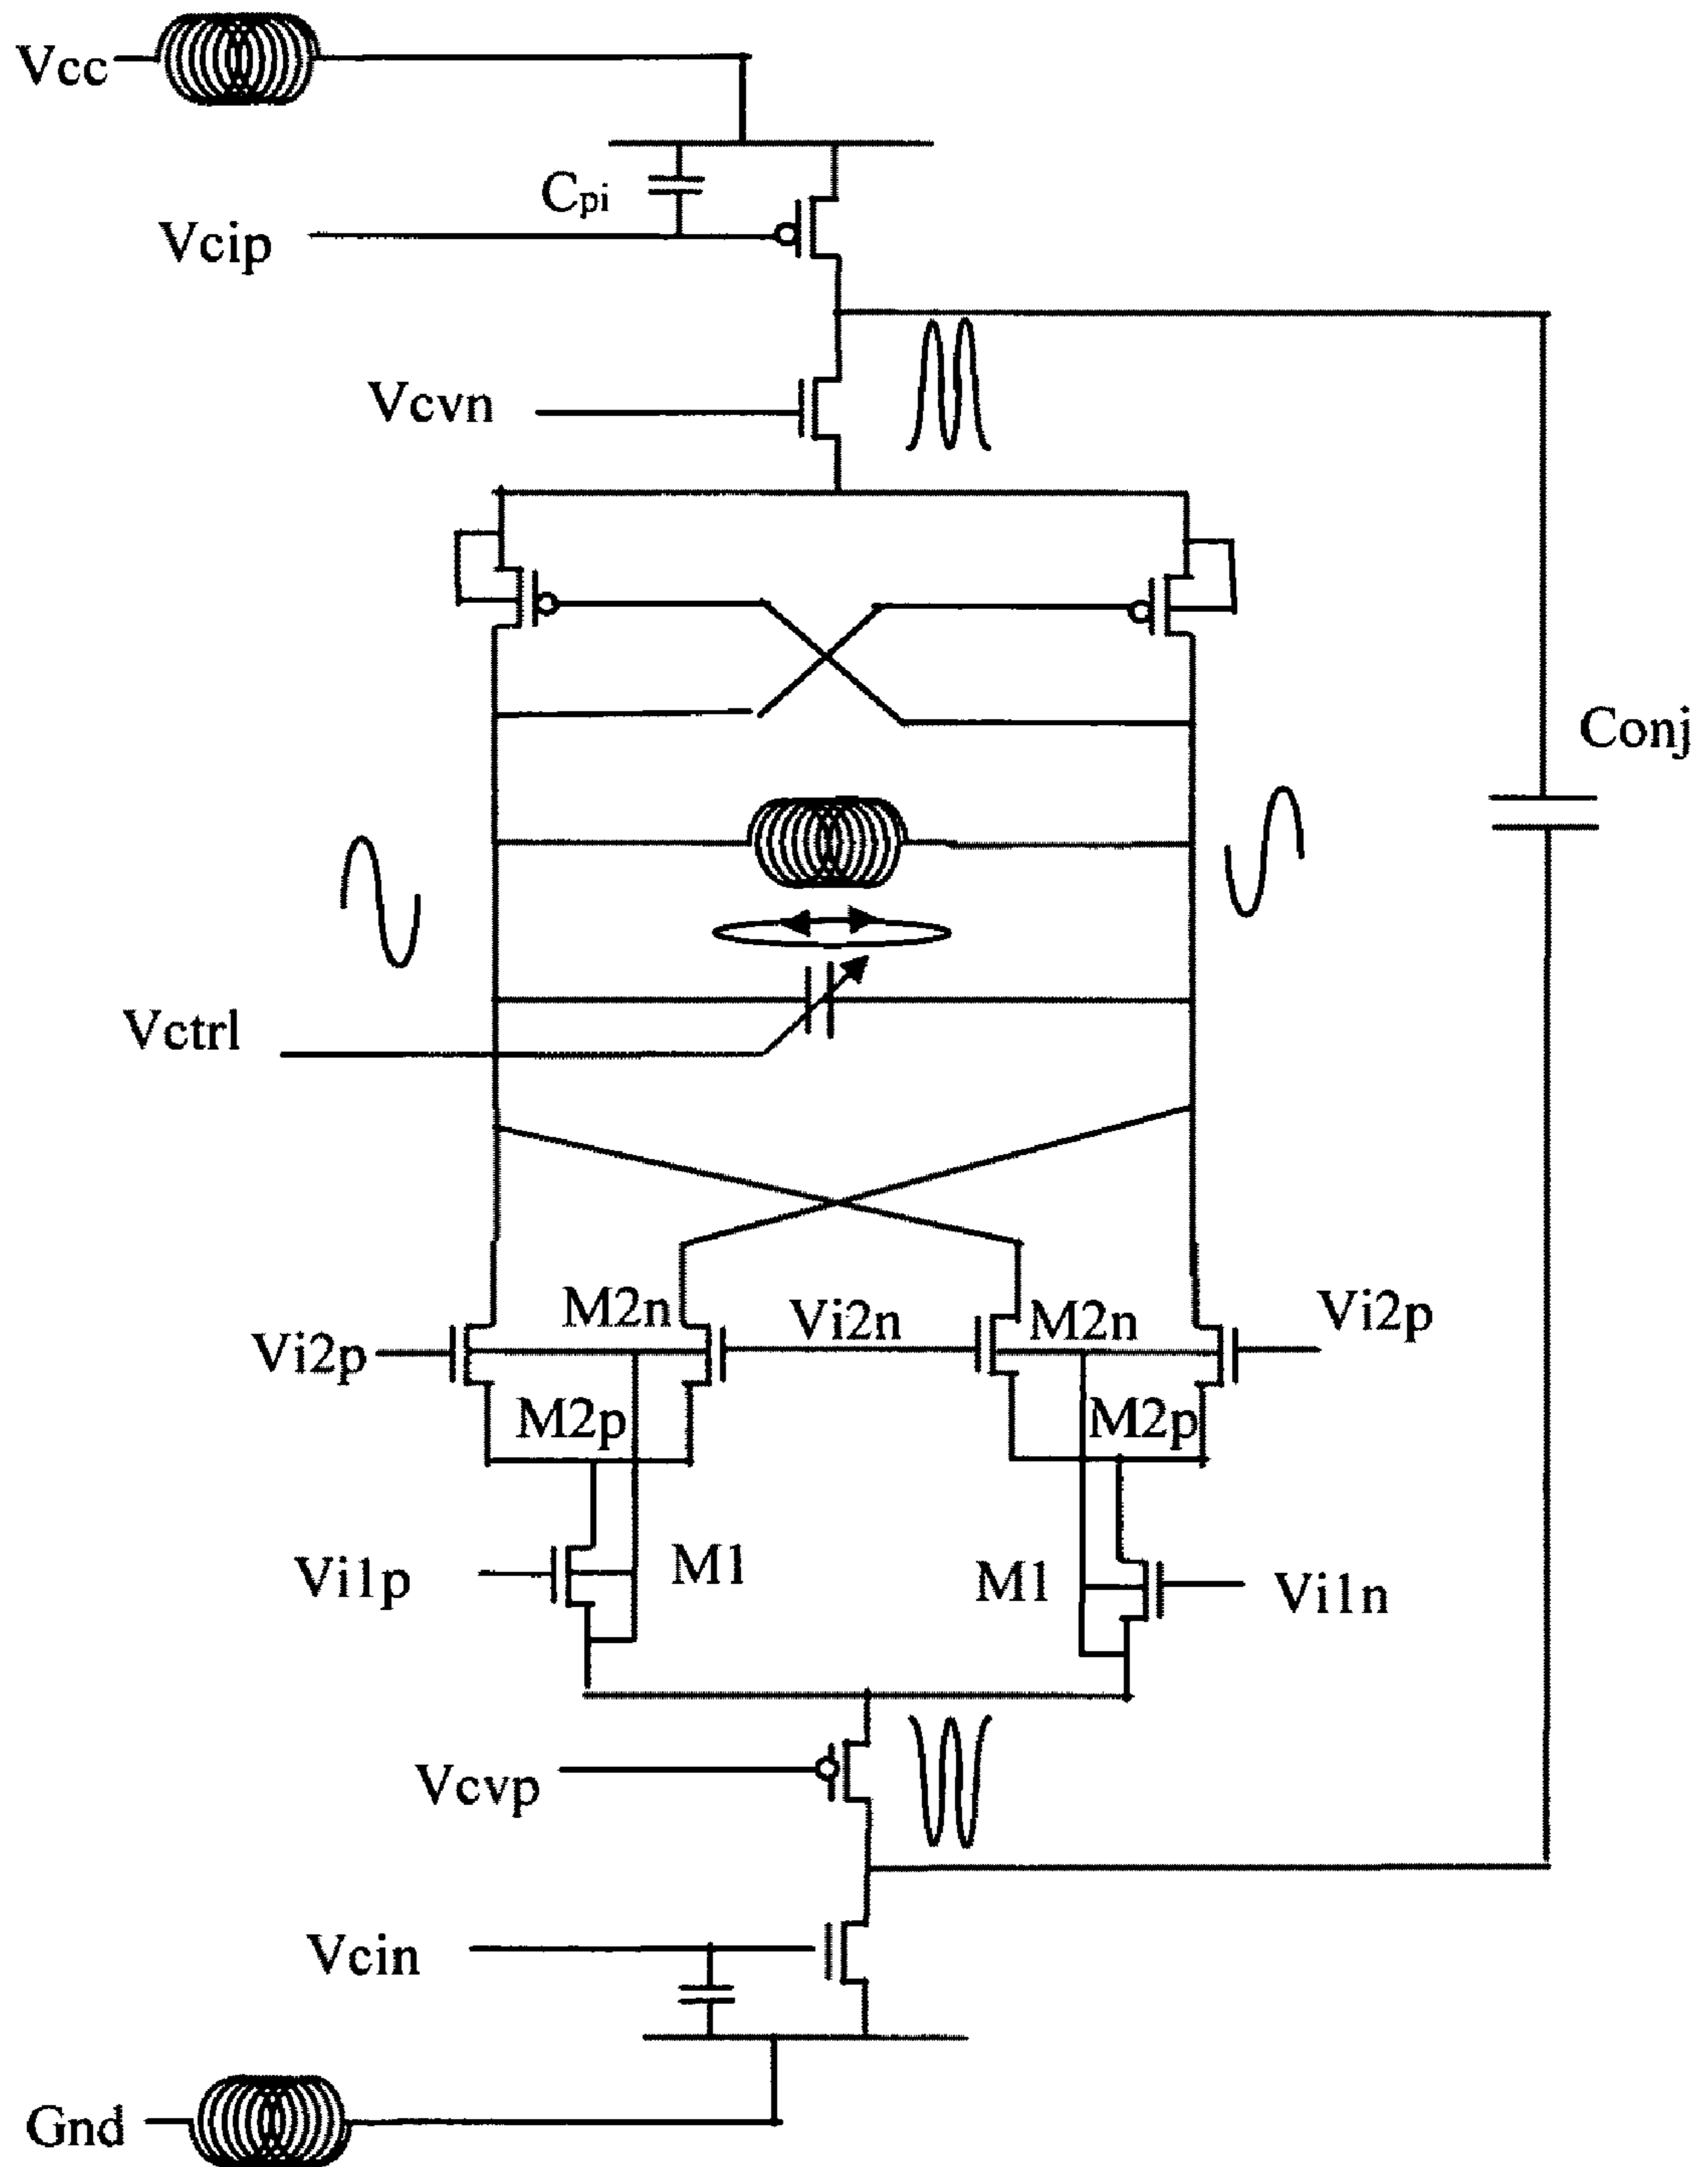 Vcc
Cpi
Vcip
Vcvn
Conj
Vctrl
M2n
Vi2n
M2n
Vi2p
Vi2p
M2p
M2p
Vi1p
M1
M1
Vi1n
Vcvp
Vcin
Gnd